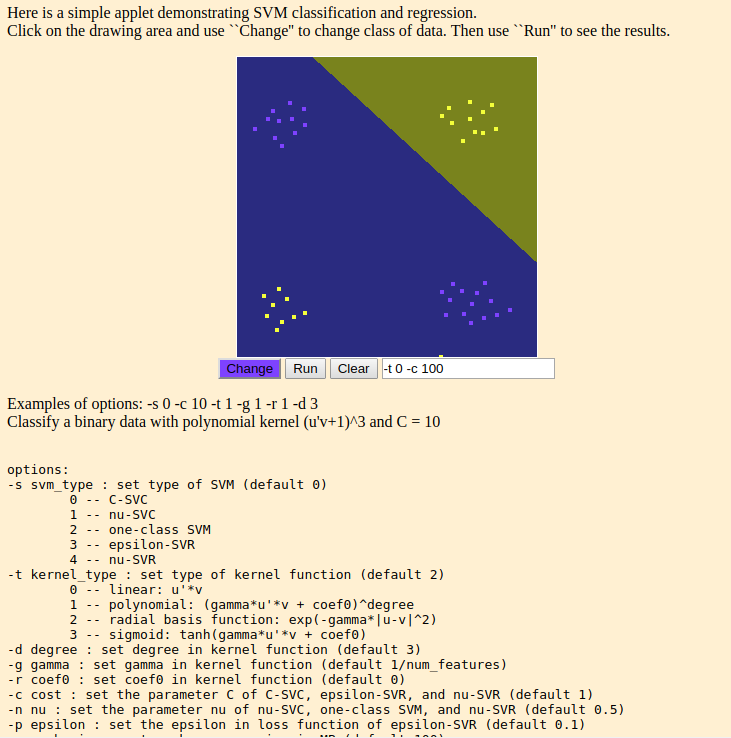 Here is a simple applet demonstrating SVM classification and regression.
Click on the drawing area and use ``Change'' to change class of data. Then use ``Run'' to see the results.
Change Run Clear -t 0 -c 100
Examples of options: -s 0 -c 10 -t 1 -g 1 -r 1 -d 3
Classify a binary data with polynomial kernel (u'v+1)^3 and C = 10
options:
-s svm_type : set type of SVM (default 0)
0 -- C-SVC
1 -- nu-SVC
2 -- one-class SVM
3 -- epsilon-SVR
4 -- nu-SVR
-t kernel_type : set type of kernel function (default 2)
0 -- linear: u'*v
1 -- polynomial: (gamma*u'*v + coef0)^degree
2 -- radial basis function: exp(-gamma*|u-v|^2)
3 -- sigmoid: tanh(gamma*u'*v + coef0)
-d degree : set degree in kernel function (default 3)
-g gamma : set gamma in kernel function (default 1/num_features)
-r coef0 : set coef0 in kernel function (default 0)
-c cost : set the parameter C of C-SVC, epsilon-SVR, and nu-SVR (default 1)
-n nu : set the parameter nu of nu-SVC, one-class SVM, and nu-SVR (default 0.5)
-p epsilon : set the epsilon in loss function of epsilon-SVR (default 0.1)